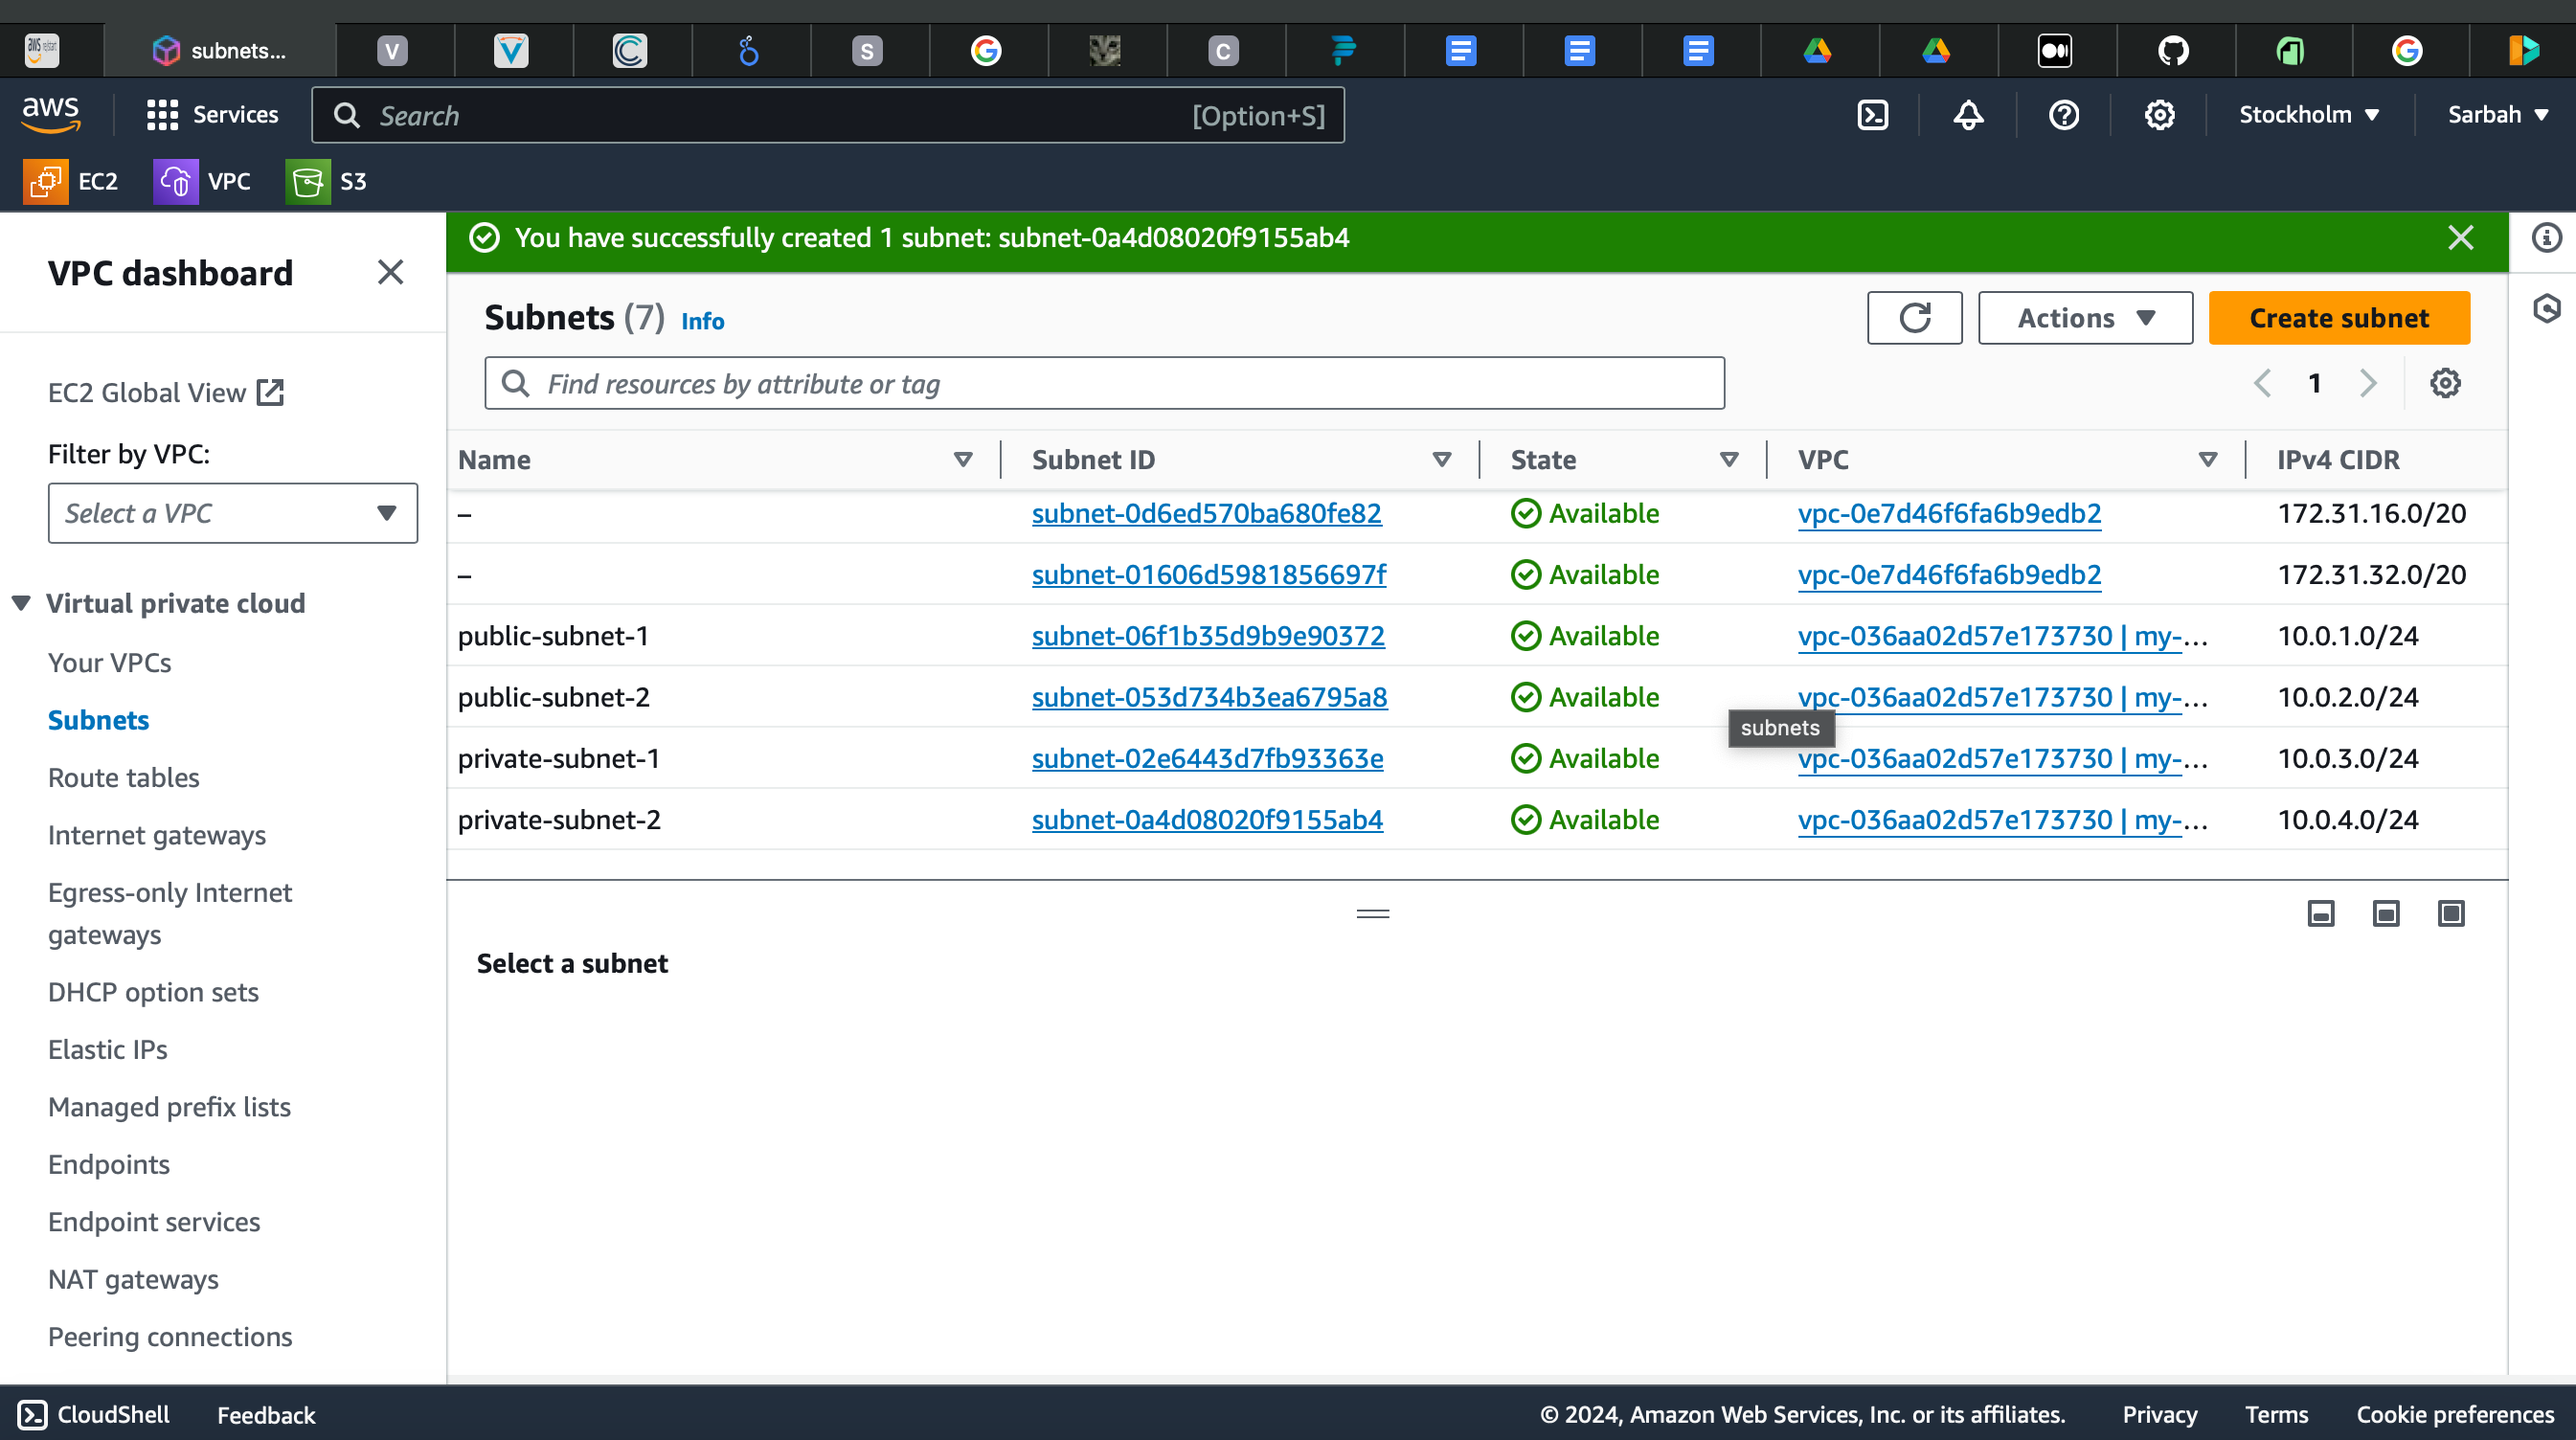 subnets...
V
S
C
aws
Services
Search
[Option+S]
Stockholm
Sarbah
EC2
VPC
S3
VPC dashboard
EC2 Global View
Filter by VPC:
Select a VPC
Virtual private cloud
Your VPCs
Subnets
Route tables
Internet gateways
Egress-only Internet
gateways
DHCP option sets
Elastic IPs
Managed prefix lists
Endpoints
Endpoint services
NAT gateways
Peering connections
You have successfully created 1 subnet: subnet-0a4d08020f9155ab4
Subnets (7) Info
Actions
Create subnet
Find resources by attribute or tag
1
Name Subnet ID State VPC IPv4 CIDR
– subnet-0d6ed570ba680fe82 Available vpc-0e7d46f6fa6b9edb2 172.31.16.0/20
– subnet-01606d5981856697f Available vpc-0e7d46f6fa6b9edb2 172.31.32.0/20
public-subnet-1 subnet-06f1b35d9b9e90372 Available vpc-036aa02d57e173730 | my-... 10.0.1.0/24
public-subnet-2 subnet-053d734b3ea6795a8 Available vpc-036aa02d57e173730 | my-... 10.0.2.0/24
subnets
private-subnet-1 subnet-02e6443d7fb93363e Available vpc-036aa02d57e173730 | my-... 10.0.3.0/24
private-subnet-2 subnet-0a4d08020f9155ab4 Available vpc-036aa02d57e173730 | my-... 10.0.4.0/24
Select a subnet
CloudShell
Feedback
© 2024, Amazon Web Services, Inc. or its affiliates.
Privacy
Terms
Cookie preferences